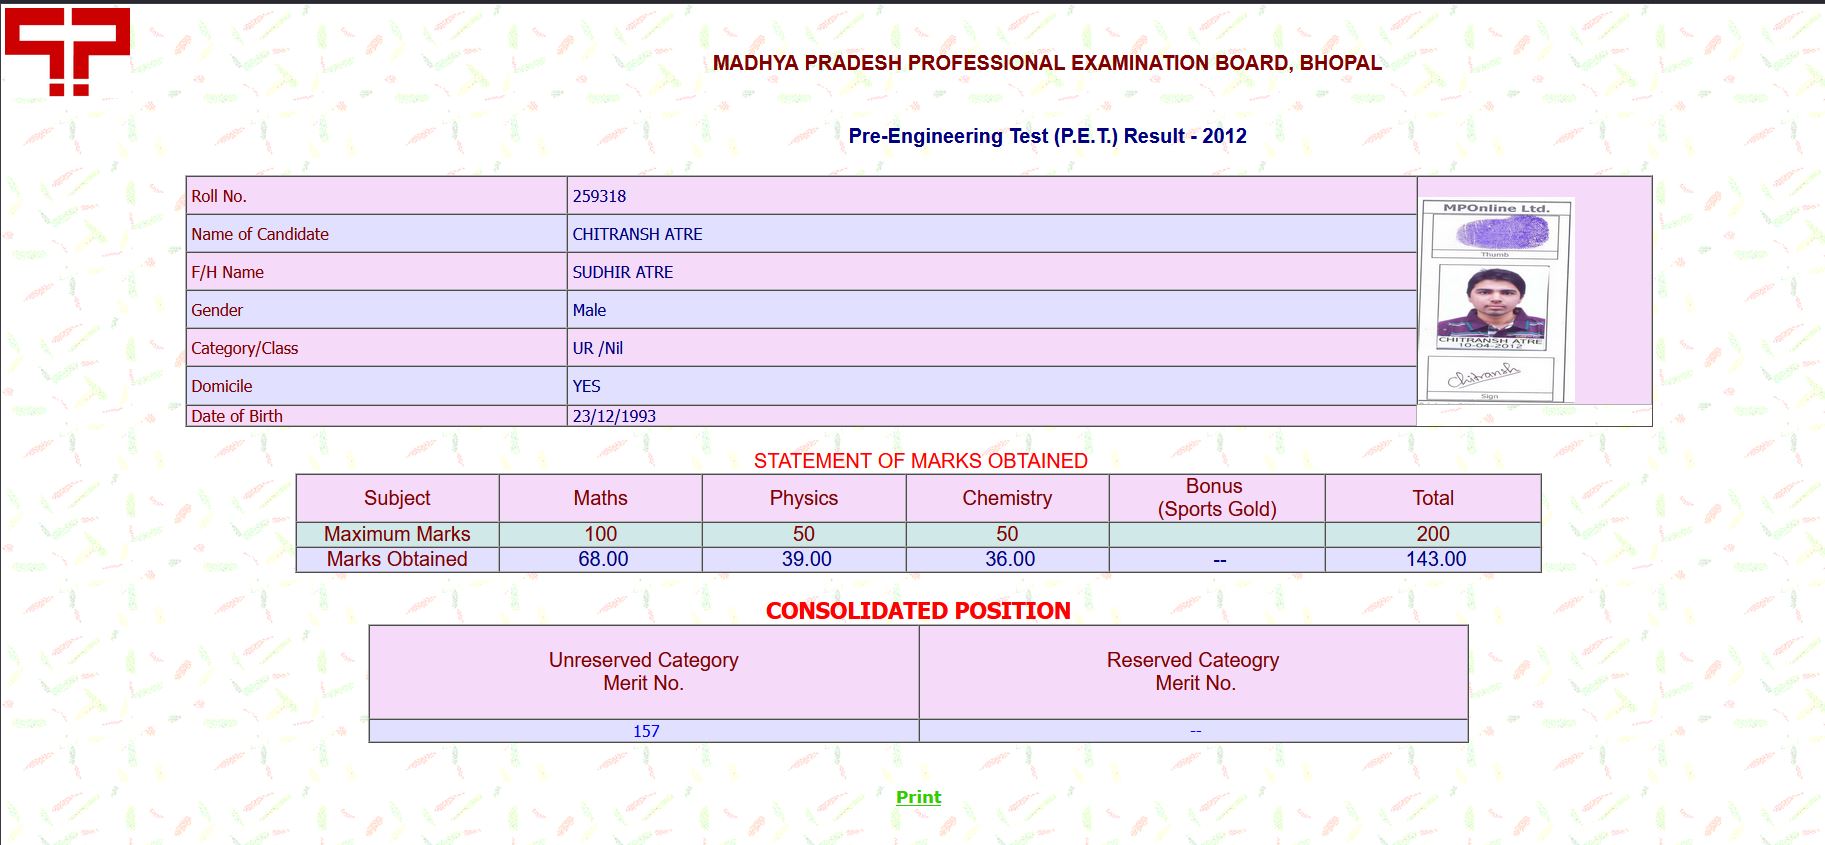 MADHYA PRADESH PROFESSIONAL EXAMINATION BOARD, BHOPAL
Pre-Engineering Test (P.E.T.) Result - 2012
Roll No. 259318
Name of Candidate CHITRANSH ATRE
F/H Name SUDHIR ATRE
Gender Male
Category/Class UR /Nil
Domicile YES
Date of Birth 23/12/1993
MPOnline Ltd.
Thumb
CHITRANSH ATRE
10-04-2012
Chitransh
Sign
STATEMENT OF MARKS OBTAINED
Subject Maths Physics Chemistry Bonus (Sports Gold) Total
Maximum Marks 100 50 50 200
Marks Obtained 68.00 39.00 36.00 -- 143.00
CONSOLIDATED POSITION
Unreserved Category Merit No. Reserved Cateogry Merit No.
157 --
Print